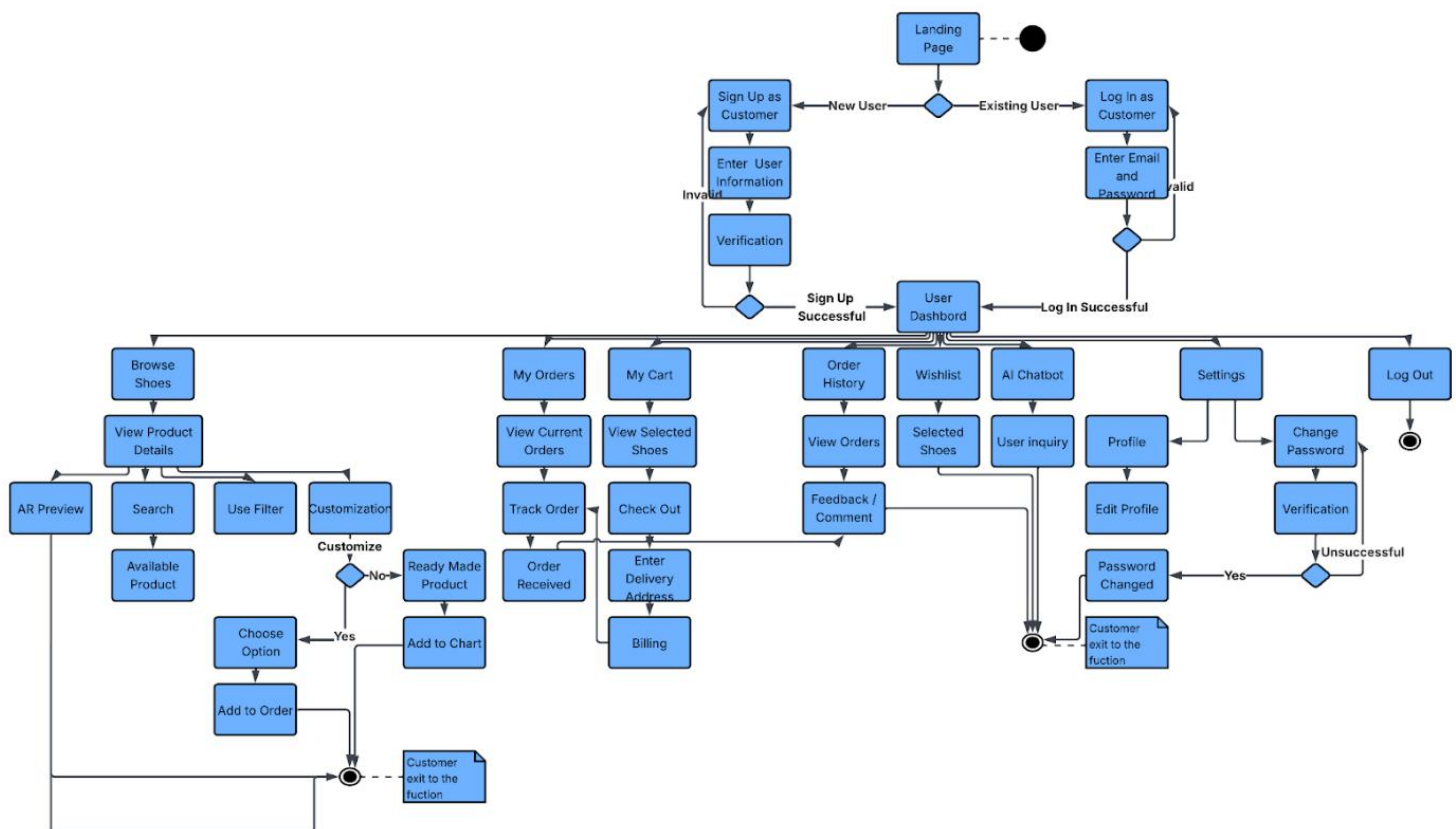 Landing
Page
Sign Up as
Customer
New User
Existing User
Log In as
Customer
Enter User
Information
Enter Email
and
Password
Invalid
Verification
Sign Up
Successful
User
Dashbord
Log In Successful
Browse
Shoes
My Orders
My Cart
Order
History
Wishlist
AI Chatbot
Settings
Log Out
View Product
Details
View Current
Orders
View Selected
Shoes
View Orders
Selected
Shoes
User inquiry
Profile
Change
Password
AR Preview
Search
Use Filter
Customization
Track Order
Check Out
Feedback /
Comment
Edit Profile
Verification
Customize
Unsuccessful
Available
Product
No
Ready Made
Product
Order
Received
Enter
Delivery
Address
Password
Changed
Yes
Choose
Option
Yes
Add to Chart
Billing
Customer
exit to the
fuction
Add to Order
Customer
exit to the
fuction